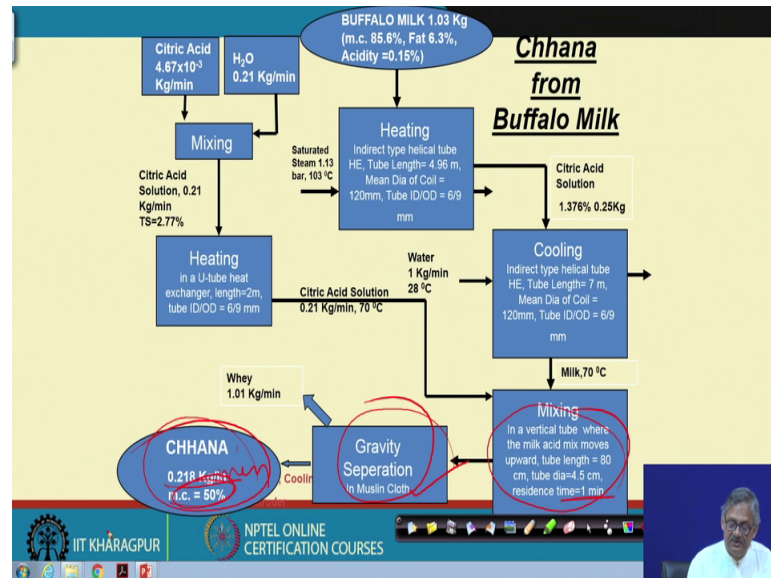 BUFFALO MILK 1.03 Kg
(m.c. 85.6%, Fat 6.3%,
Acidity =0.15%)
Chhana
from
Buffalo Milk
Citric Acid
4.67x10-³
Kg/min
H₂O
0.21 Kg/min
Mixing
Citric Acid
Solution, 0.21
Kg/min
TS=2.77%
Saturated
Steam 1.13
bar, 103 ⁰C
Heating
Indirect type helical tube
HE, Tube Length= 4.96 m,
Mean Dia of Coil =
120mm, Tube ID/OD = 6/9
mm
Citric Acid
Solution
1.376% 0.25Kg
Heating
in a U-tube heat
exchanger, length=2m,
tube ID/OD = 6/9 mm
Water
1 Kg/min
28 ⁰C
Cooling
Indirect type helical tube
HE, Tube Length= 7 m,
Mean Dia of Coil =
120mm, Tube ID/OD = 6/9
mm
Citric Acid Solution
0.21 Kg/min, 70 ⁰C
Milk,70 ⁰C
Mixing
In a vertical tube where
the milk acid mix moves
upward, tube length = 80
cm, tube dia=4.5 cm,
residence time=1 min
Whey
1.01 Kg/min
Gravity
Seperation
In Muslin Cloth
CHHANA
0.218
m.c. = 50%
IIT KHARAGPUR
NPTEL ONLINE
CERTIFICATION COURSES